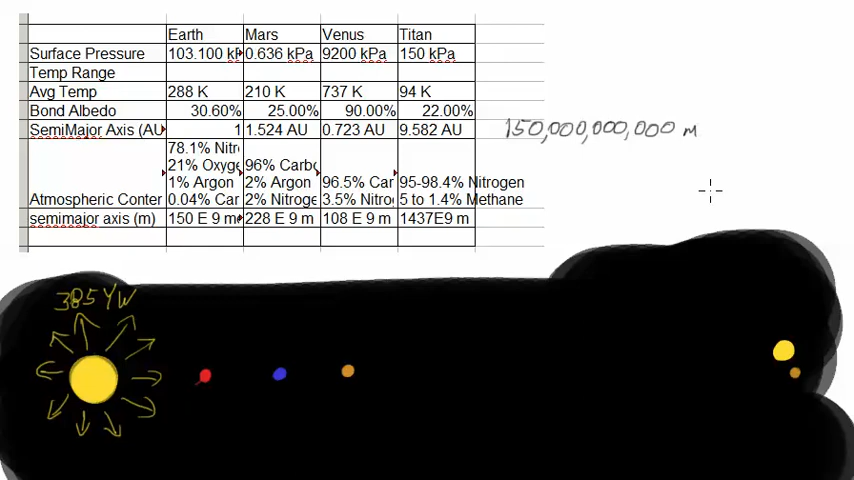 Earth Mars Venus Titan
Surface Pressure 103.100 kP 0.636 kPa 9200 kPa 150 kPa
Temp Range
Avg Temp 288 K 210 K 737 K 94 K
Bond Albedo 30.60% 25.00% 90.00% 22.00%
SemiMajor Axis (AU 1 1.524 AU 0.723 AU 9.582 AU
150,000,000,000 m
78.1% Nitr
21% Oxyge 96% Carbo
1% Argon 2% Argon 96.5% Car 95-98.4% Nitrogen
Atmospheric Conter 0.04% Car 2% Nitroge 3.5% Nitro 5 to 1.4% Methane
semimajor axis (m) 150 E 9 m 228 E 9 m 108 E 9 m 1437E9 m
385YW